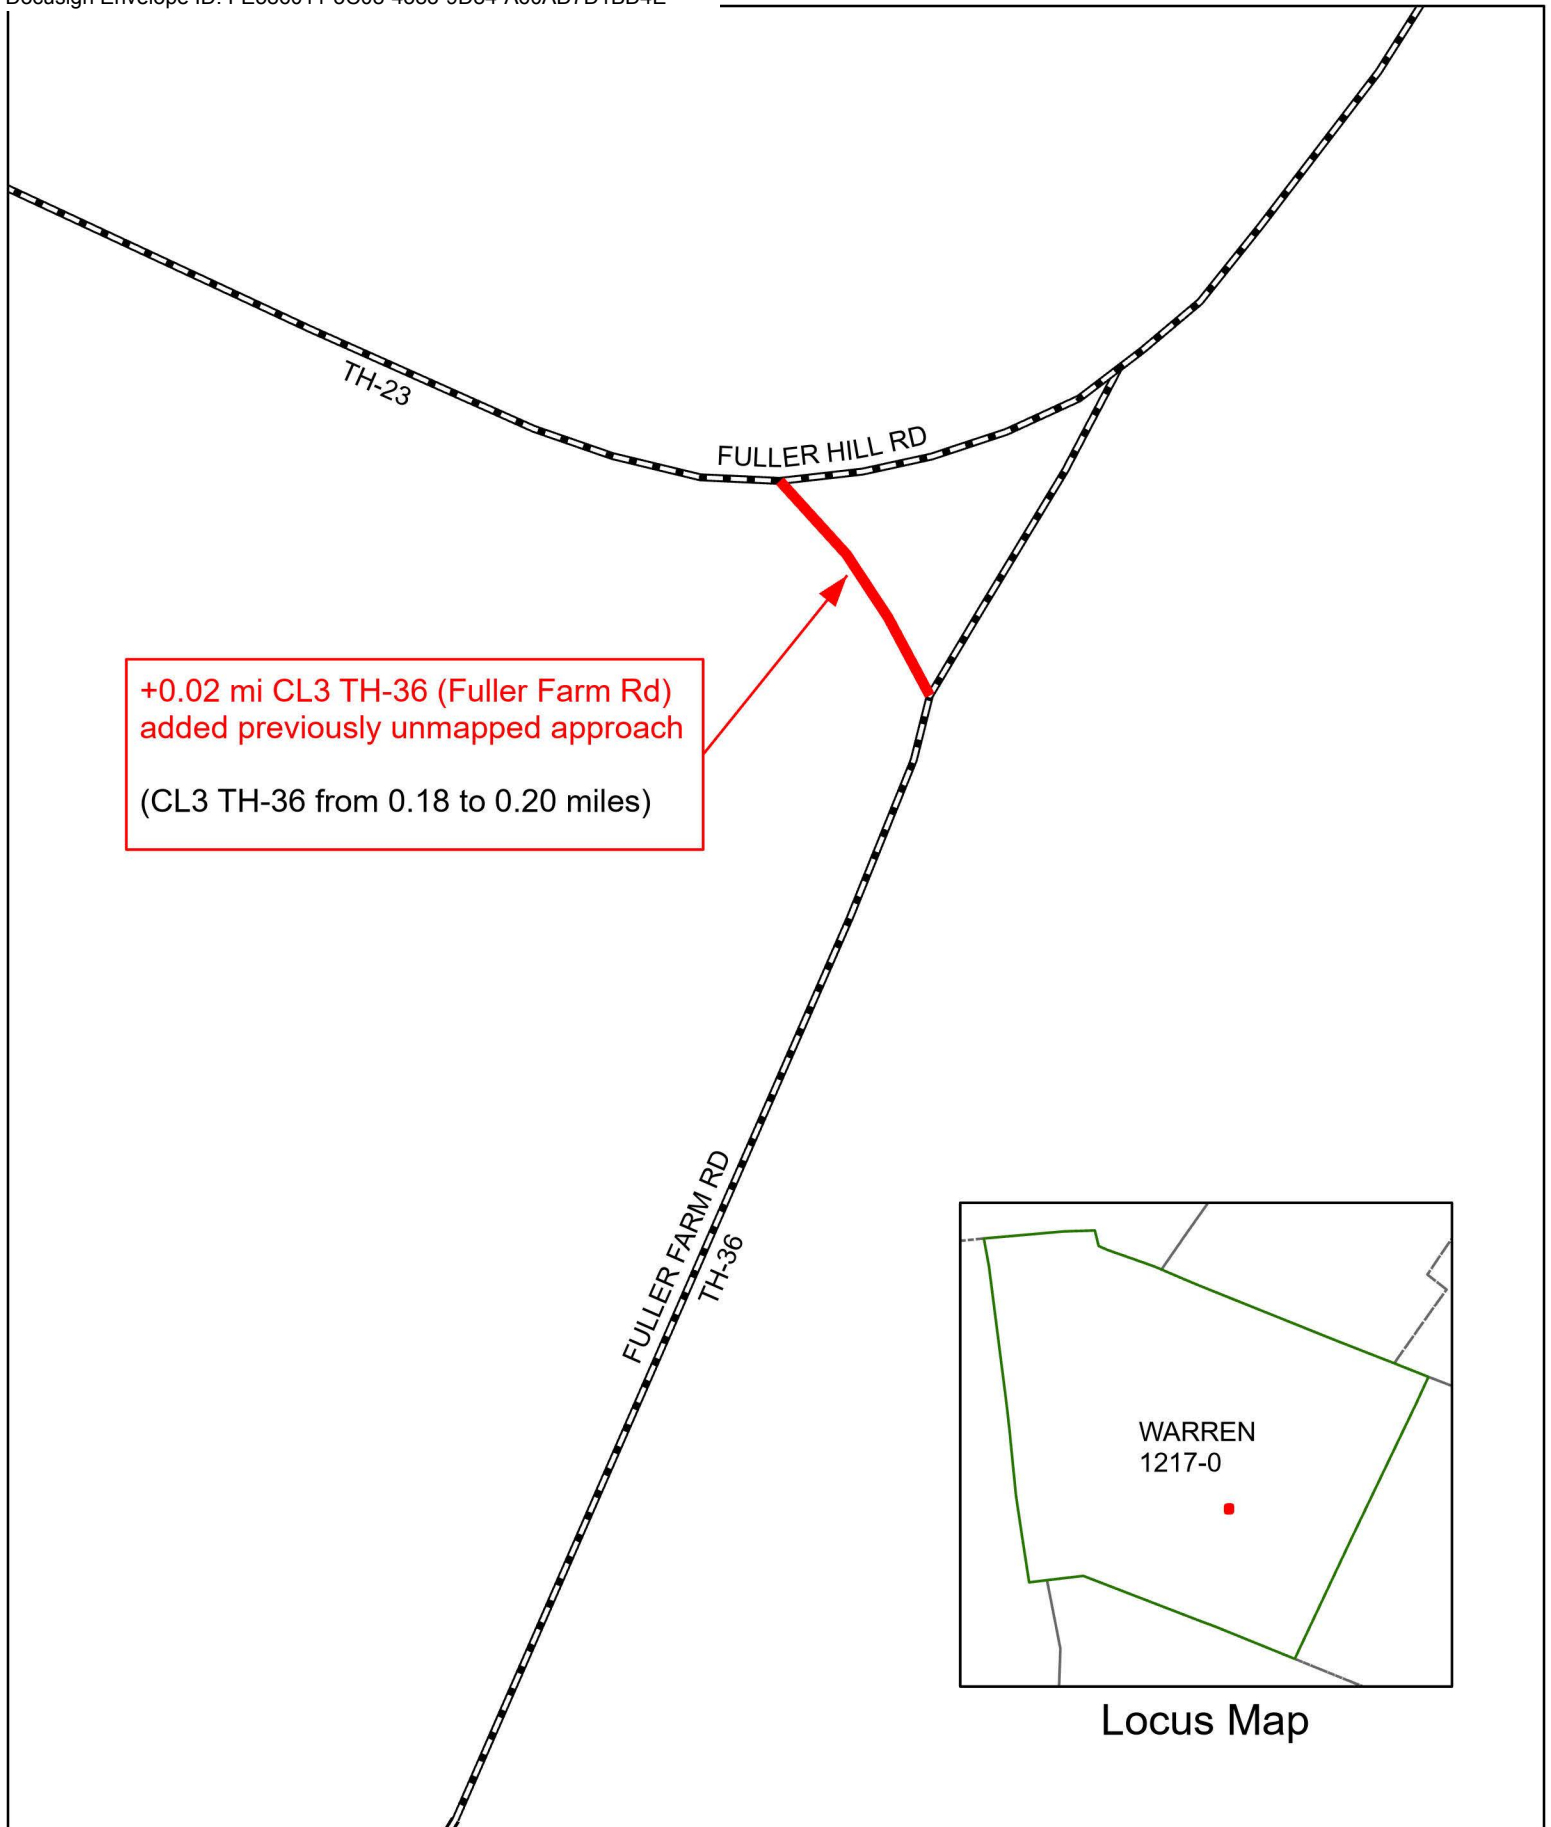 TH-23
FULLER HILL RD
+0.02 mi CL3 TH-36 (Fuller Farm Rd)
added previously unmapped approach
(CL3 TH-36 from 0.18 to 0.20 miles)
FULLER FARM RD
TH-36
WARREN
1217-0
Locus Map